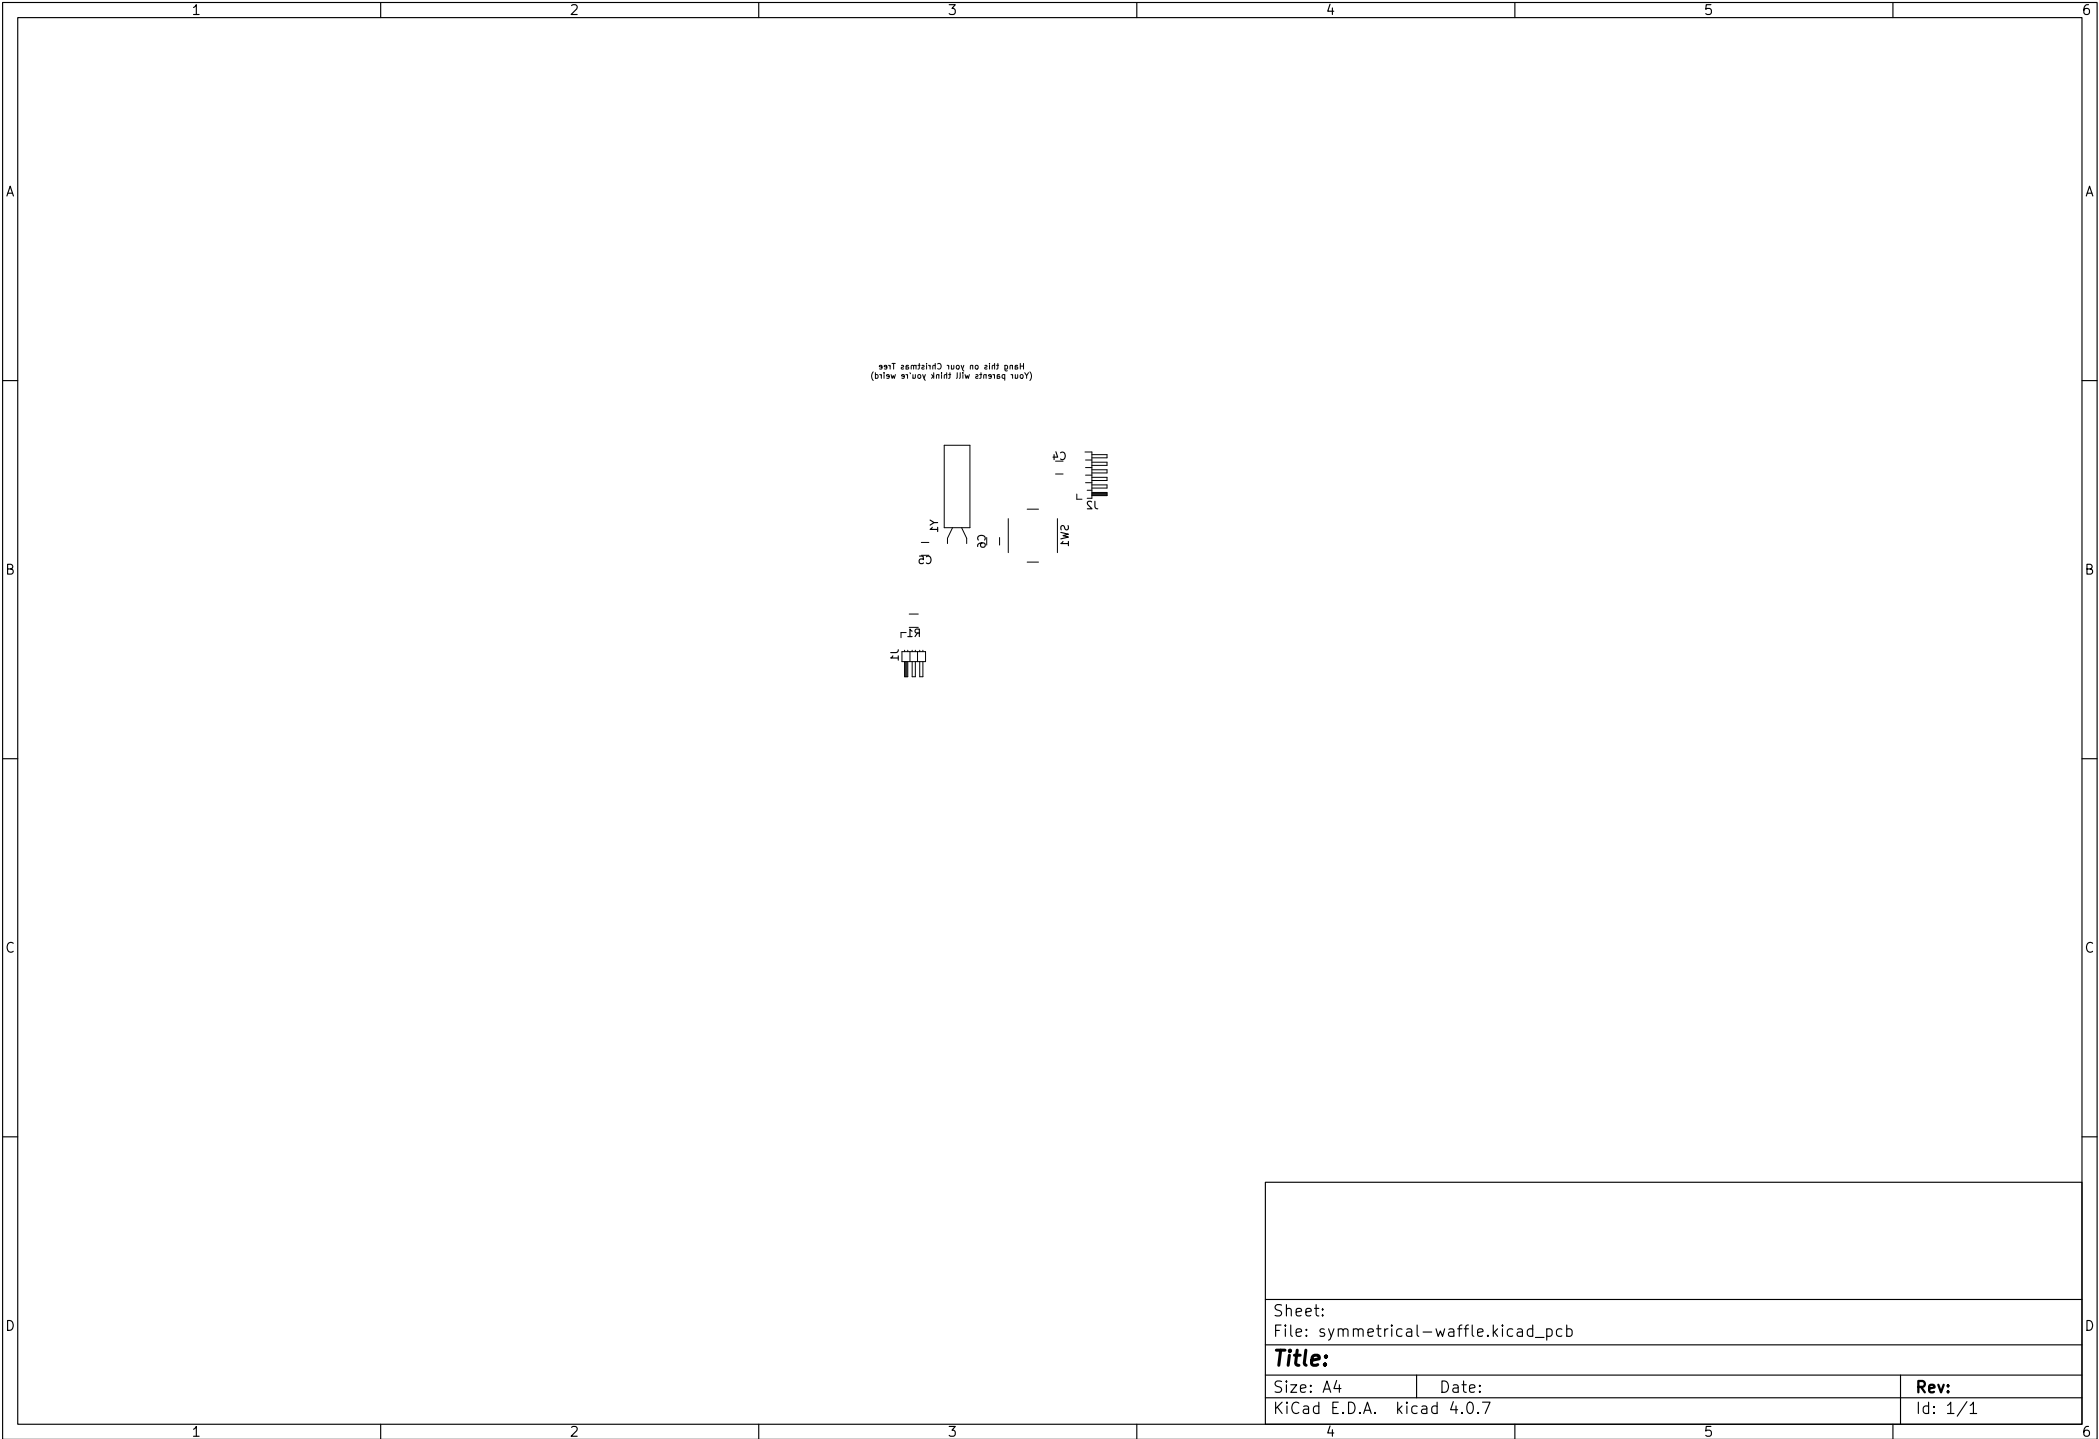 1 2 3 4 5 6
A A
Hang this on your Christmas Tree
(Your parents will think you're weird)
C4
J2
Y1
C6
SW1
C5
B B
R1
J1
C C
Sheet:
File: symmetrical-waffle.kicad_pcb
D D
Title:
Size: A4 Date: Rev:
KiCad E.D.A. kicad 4.0.7 Id: 1/1
1 2 3 4 5 6